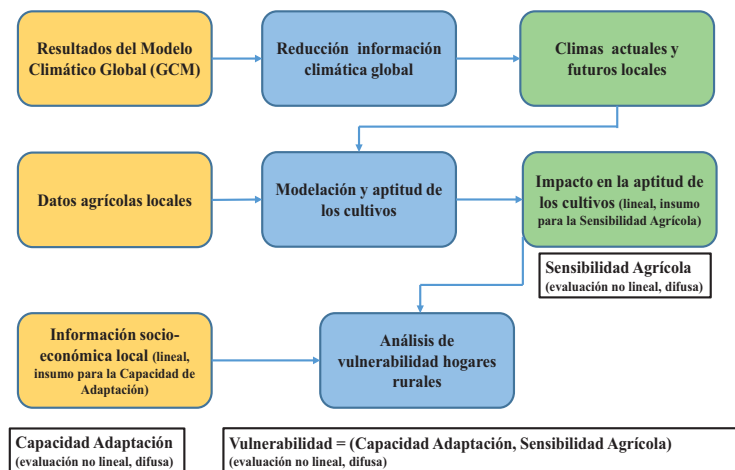 Resultados del Modelo
Climático Global (GCM)
Reducción información
climática global
Climas actuales y
futuros locales
Datos agrícolas locales
Modelación y aptitud de
los cultivos
Impacto en la aptitud de
los cultivos (lineal, insumo
para la Sensibilidad Agrícola)
Sensibilidad Agrícola
(evaluación no lineal, difusa)
Información socio-
económica local (lineal,
insumo para la Capacidad de
Adaptación)
Análisis de
vulnerabilidad hogares
rurales
Capacidad Adaptación
(evaluación no lineal, difusa)
Vulnerabilidad = (Capacidad Adaptación, Sensibilidad Agrícola)
(evaluación no lineal, difusa)